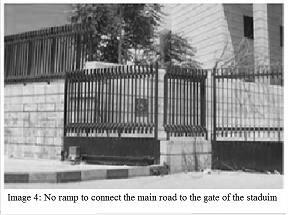 Image 4: No ramp to connect the main road to the gate of the staduim